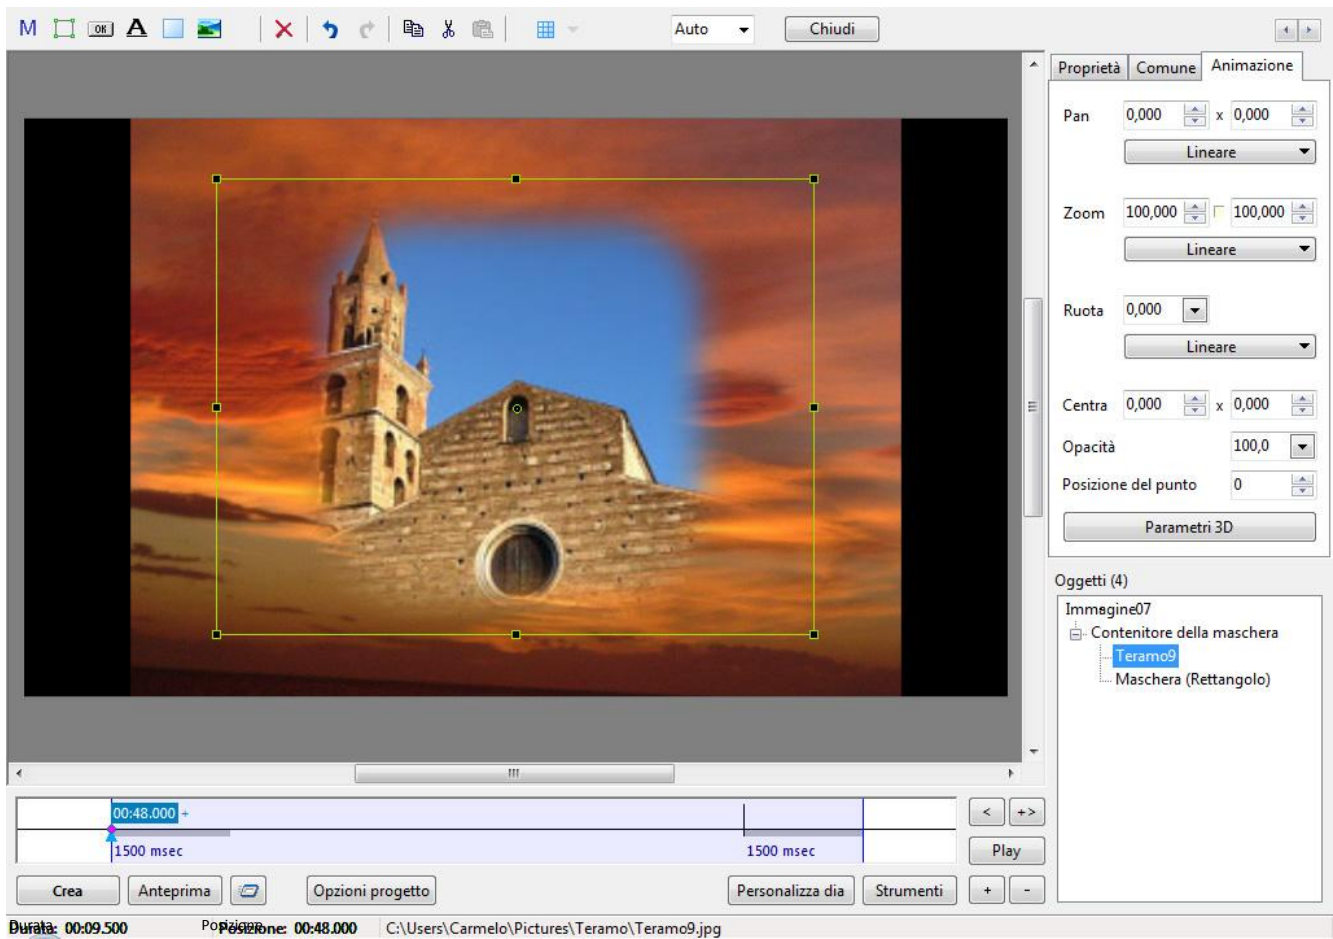 M OK A Auto Chiudi
Proprietà Comune Animazione
Pan 0,000 x 0,000
Lineare
Zoom 100,000 100,000
Lineare
Ruota 0,000
Lineare
Centra 0,000 x 0,000
Opacità 100,0
Posizione del punto 0
Parametri 3D
Oggetti (4)
Immagine07
Contenitore della maschera
Teramo9
Maschera (Rettangolo)
00:48.000 +
1500 msec 1500 msec
< +>
Play
Crea Anteprima Opzioni progetto Personalizza dia Strumenti + -
Durata: 00:09.500 Posizione: 00:48.000 C:\Users\Carmelo\Pictures\Teramo\Teramo9.jpg